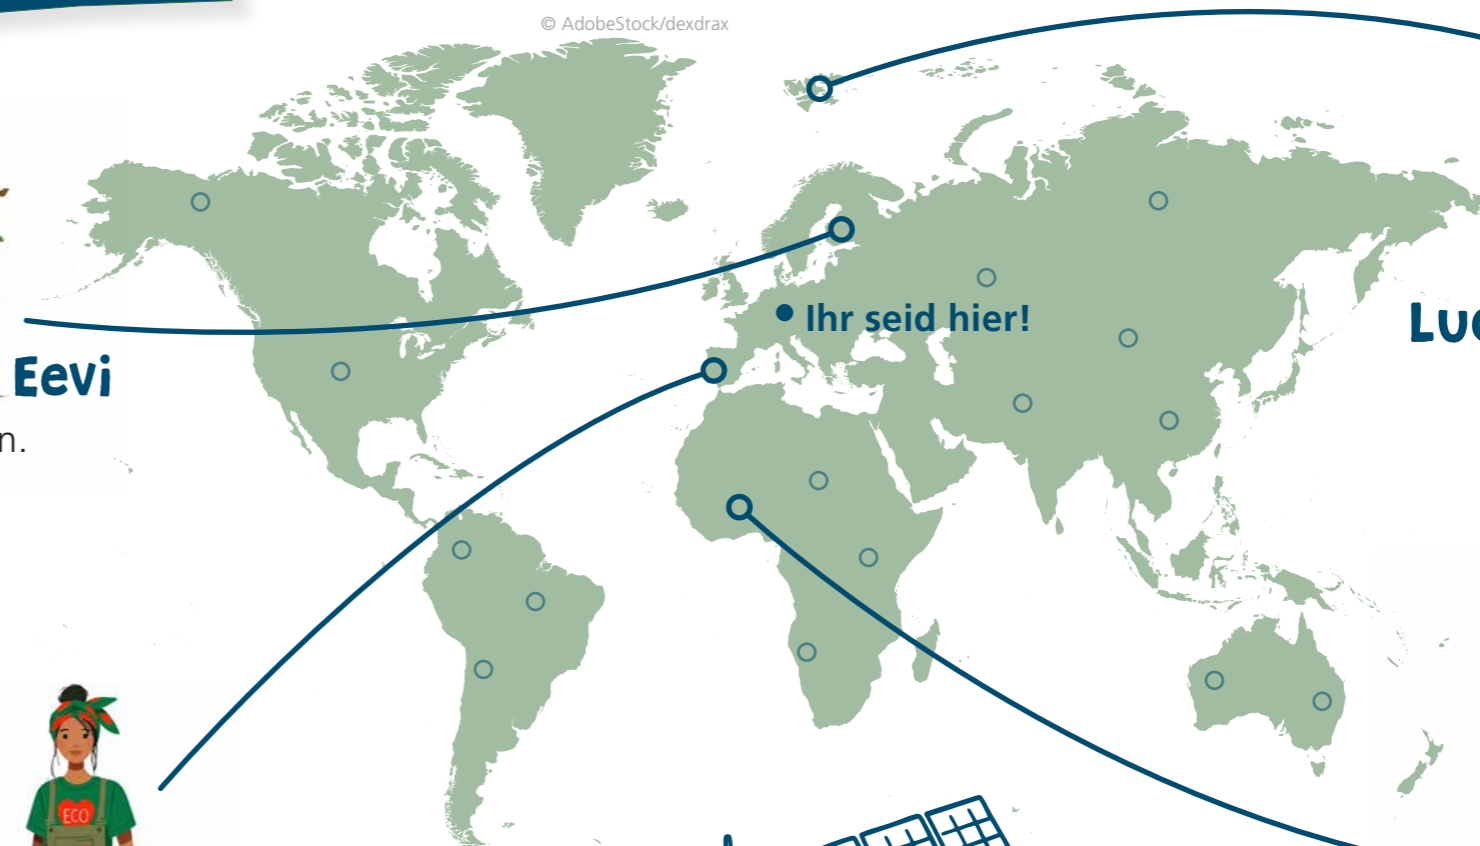 © AdobeStock/dexdrax
Ihr seid hier!
Eevi
n.
ECO